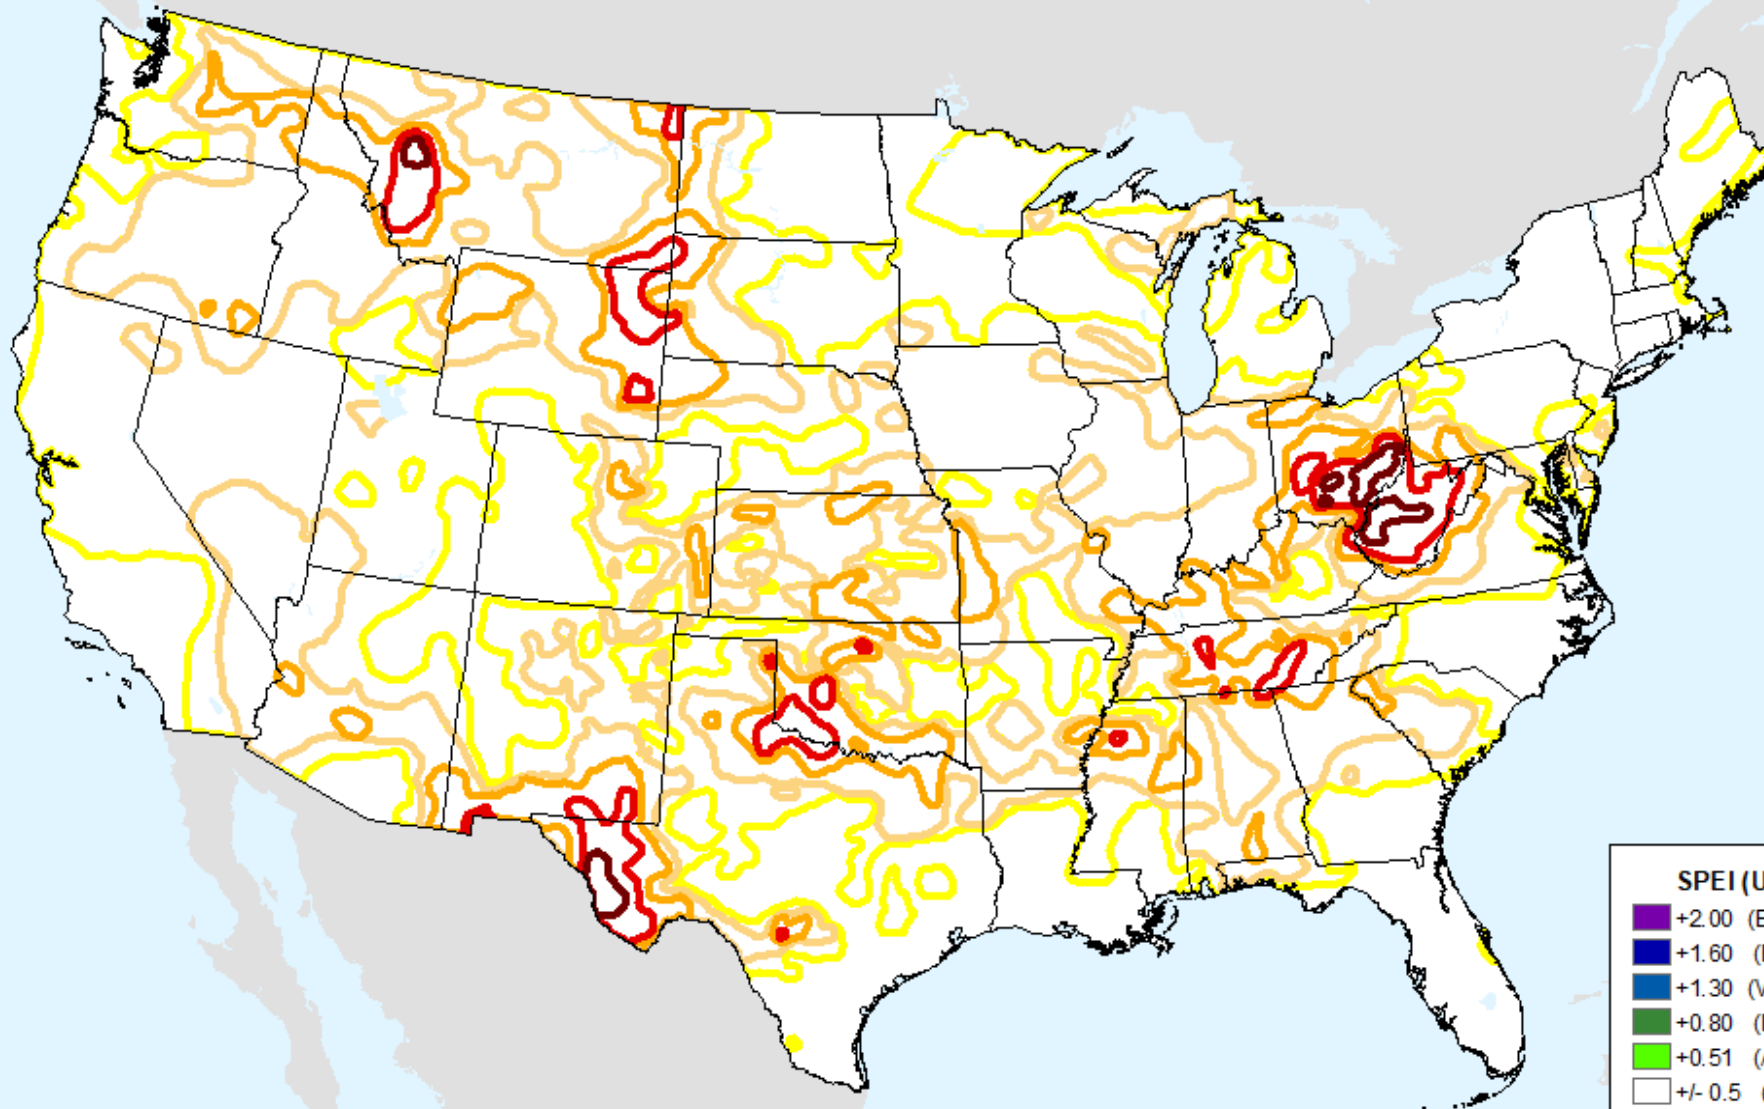 SPEI (U
+2.00 (E
+1.60 (
+1.30 (V
+0.80 (
+0.51 (
+/- 0.5 (